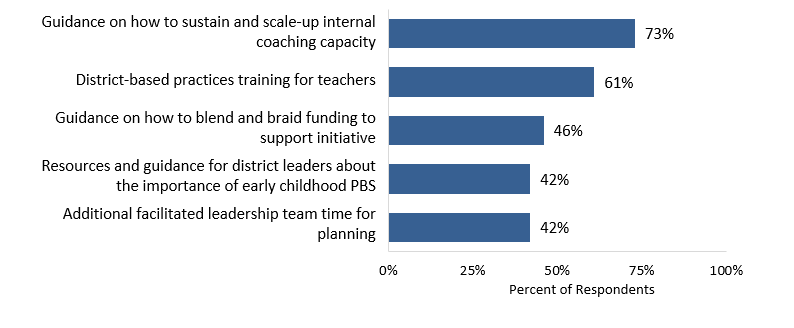 Guidance on how to sustain and scale-up internal
coaching capacity
73%
District-based practices training for teachers
61%
Guidance on how to blend and braid funding to
support initiative
46%
Resources and guidance for district leaders about
the importance of early childhood PBS
42%
Additional facilitated leadership team time for
planning
42%
0% 25% 50% 75% 100%
Percent of Respondents